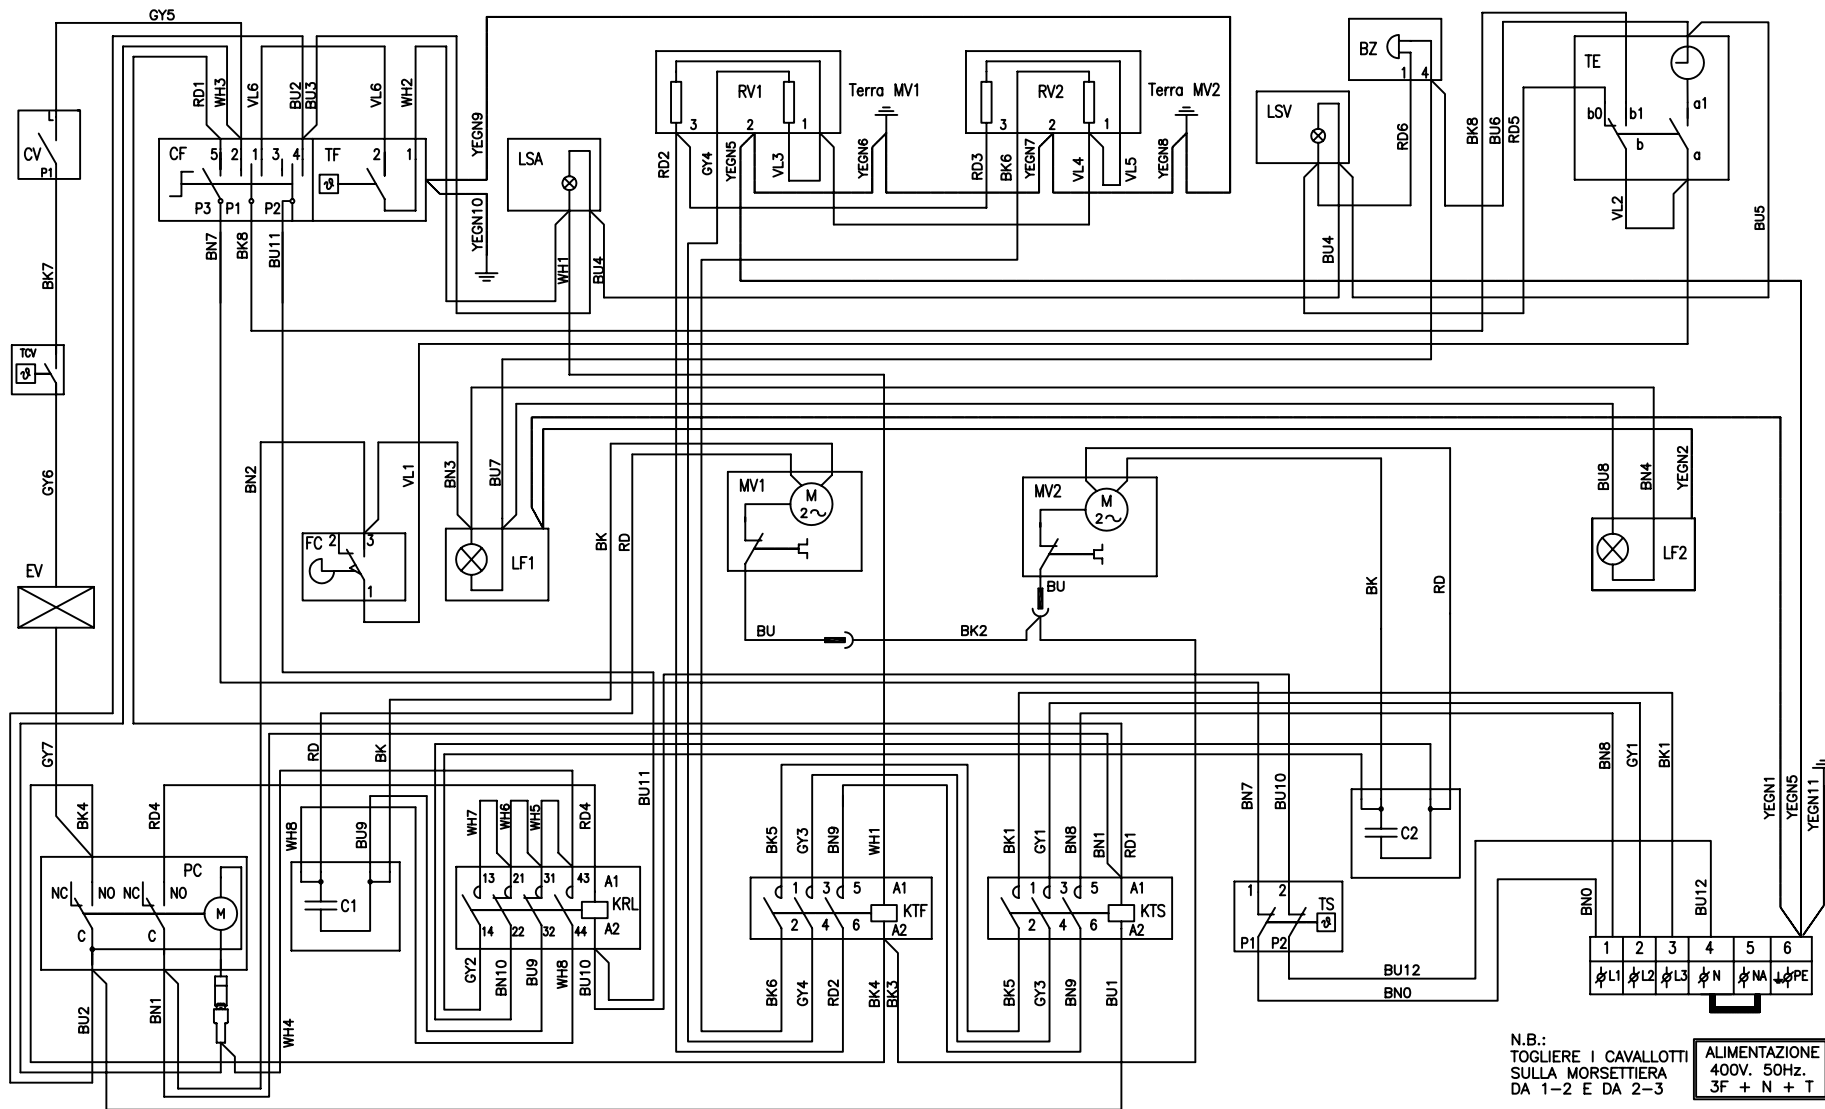 GY5
RD1
WH3
VL6
BU2
BU3
VL6
WH2
YEGN9
CV
P1
CF
5
2
1
3
4
TF
2
1
P3
P1
P2
BN7
BK8
BU11
YEGN10
LSA
WH1
BU4
RV1
3
2
1
RD2
GY4
YEGN5
VL3
Terra MV1
YEGN6
RV2
3
2
1
RD3
BK6
YEGN7
VL4
VL5
Terra MV2
YEGN8
BZ
1
4
LSV
RD6
BU4
BK8
BU6
RD5
TE
a1
b0
b1
b
a
VL2
BU5
BK7
TCV
GY6
EV
GY7
BN2
VL1
BN3
BU7
FC
2
3
1
LF1
BK
RD
MV1
M
2
BU
BK2
MV2
M
2
BU
BK
RD
BU8
BN4
YEGN2
LF2
BK4
RD4
PC
NC
NO
NC
NO
M
C
C
BU2
BN1
WH4
RD
BK
WH8
BU9
C1
WH7
WH6
WH5
RD4
BU11
13
21
31
43
A1
KRL
A2
14
22
32
44
GY2
BN10
BU9
WH8
BU10
BK5
GY3
BN9
WH1
1
3
5
A1
KTF
2
4
6
A2
BK6
GY4
RD2
BK4
BK3
BK1
GY1
BN8
BN1
RD1
1
3
5
A1
KTS
2
4
6
A2
BK5
GY3
BN9
BU1
BN7
BU10
1
2
TS
P1
P2
C2
BU12
BN0
BN8
GY1
BK1
BN0
BU12
YEGN1
YEGN5
YEGN11
1
2
3
4
5
6
L1
L2
L3
N
NA
PE
N.B.:
TOGLIERE I CAVALLOTTI
SULLA MORSETTIERA
DA 1-2 E DA 2-3
ALIMENTAZIONE
400V. 50Hz.
3F + N + T